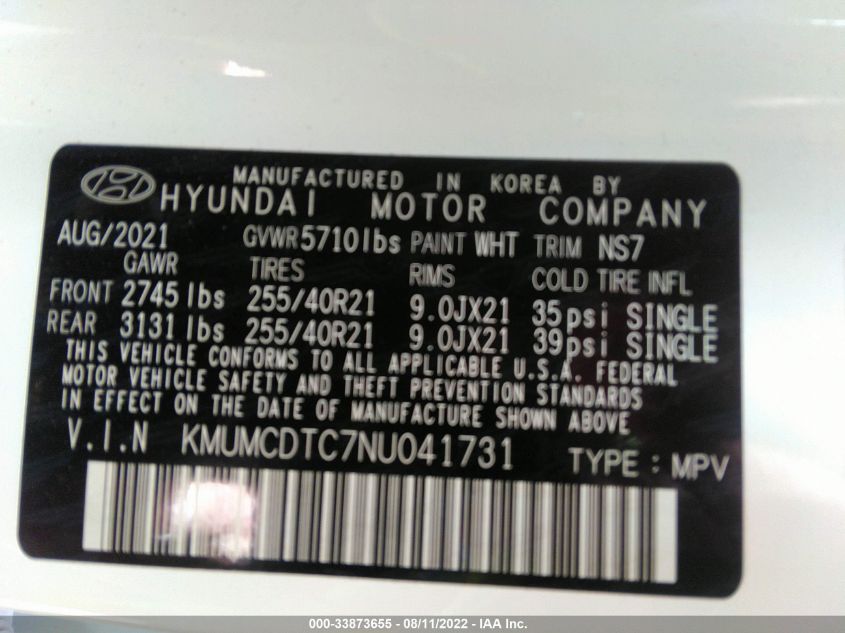 MANUFACTURED IN KOREA BY
HYUNDAI MOTOR COMPANY
AUG/2021 GVWR 5710lbs PAINT WHT TRIM NS7
GAWR TIRES RIMS COLD TIRE INFL
FRONT 2745 lbs 255/40R21 9.0JX21 35psi SINGLE
REAR 3131 lbs 255/40R21 9.0JX21 39psi SINGLE
THIS VEHICLE CONFORMS TO ALL APPLICABLE U.S.A. FEDERAL
MOTOR VEHICLE SAFETY AND THEFT PREVENTION STANDARDS
IN EFFECT ON THE DATE OF MANUFACTURE SHOWN ABOVE
V.I.N KMUMCDTC7NU041731 TYPE : MPV
000-33873655 - 08/11/2022 - IAA Inc.